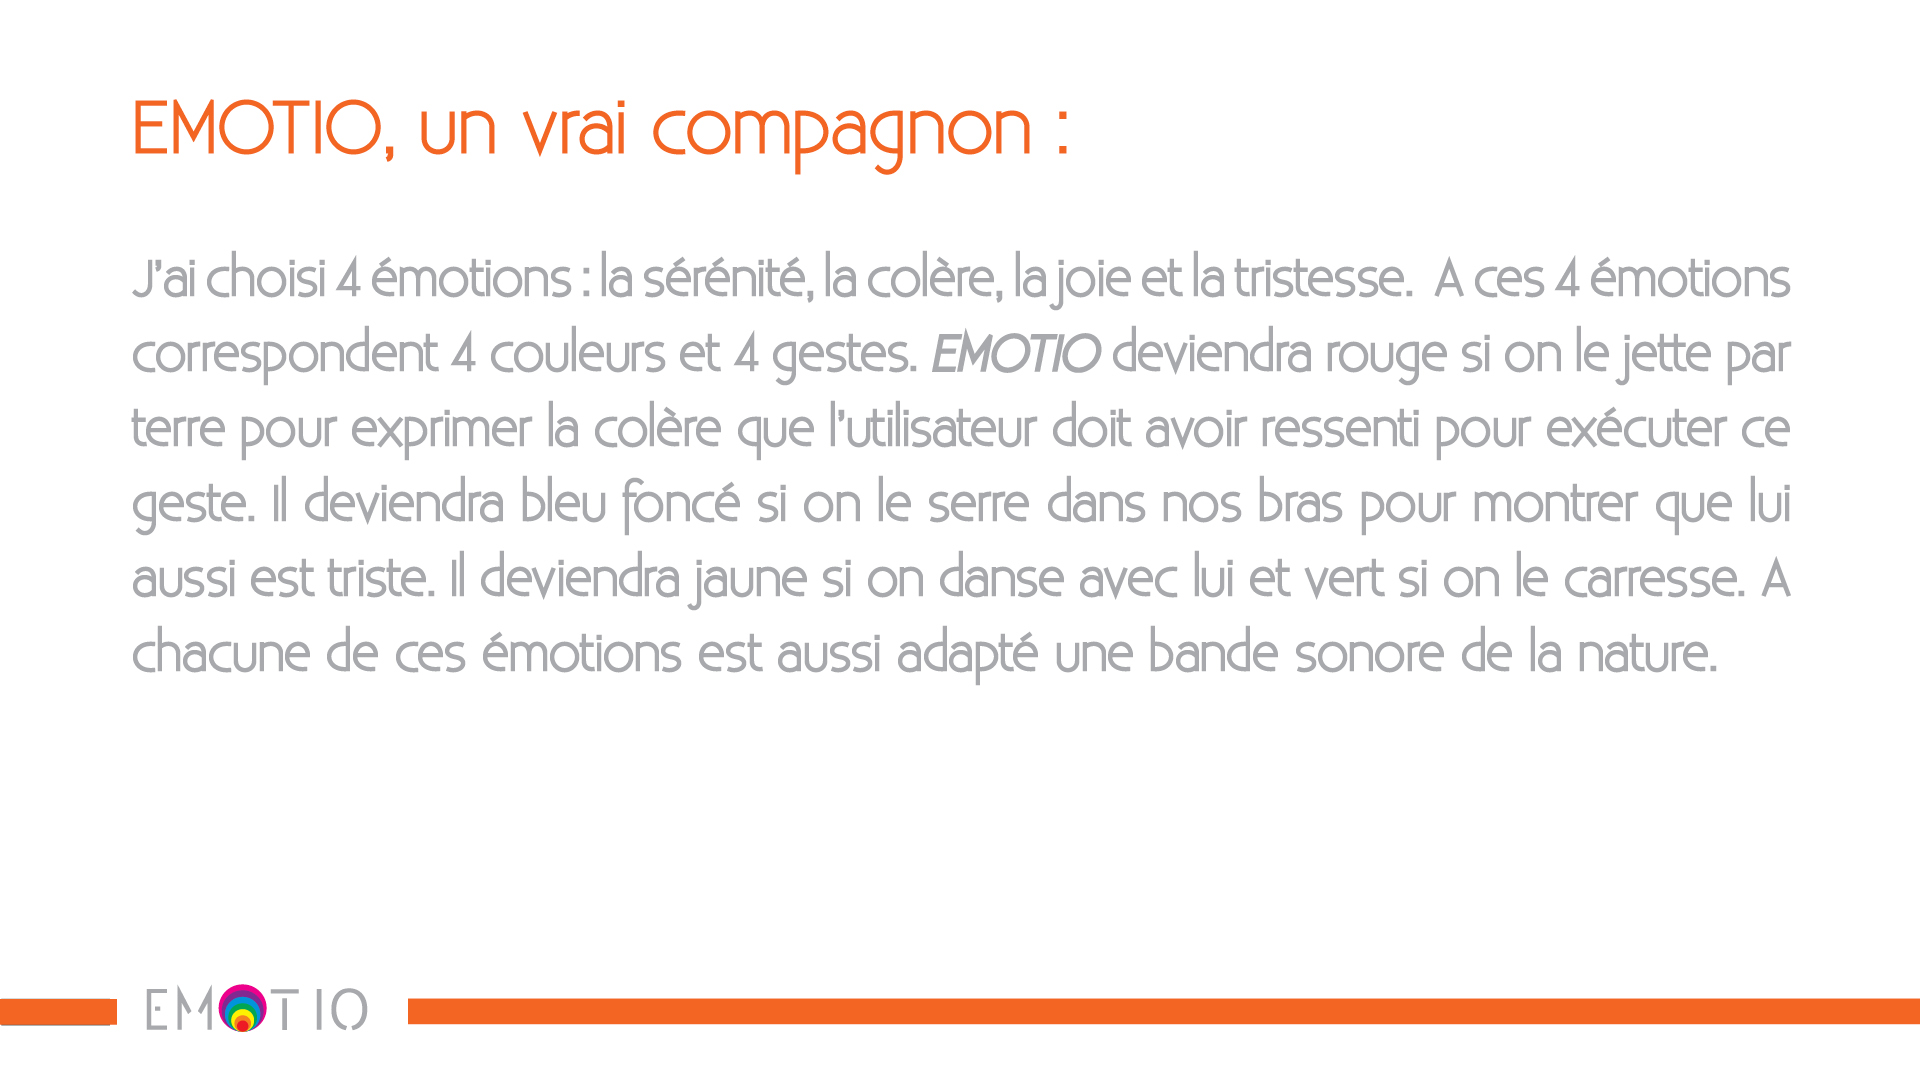 EMOTIO, un vrai compagnon :
J'ai choisi 4 émotions : la sérénité, la colère, la joie et la tristesse. A ces 4 émotions
correspondent 4 couleurs et 4 gestes. EMOTIO deviendra rouge si on le jette par
terre pour exprimer la colère que l'utilisateur doit avoir ressenti pour exécuter ce
geste. Il deviendra bleu foncé si on le serre dans nos bras pour montrer que lui
aussi est triste. Il deviendra jaune si on danse avec lui et vert si on le carresse. A
chacune de ces émotions est aussi adapté une bande sonore de la nature.
EMOTIO